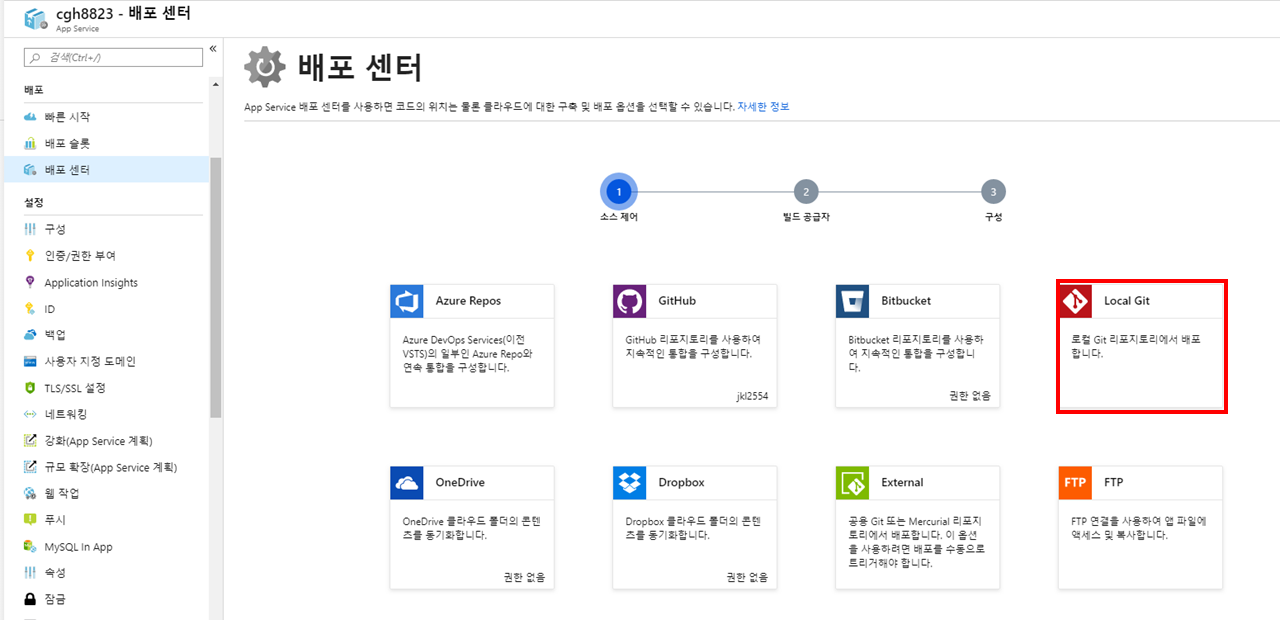 cgh8823 - 배포 센터
App Service
검색(Ctrl+/)
«
배포
빠른 시작
배포 슬롯
배포 센터
설정
구성
인증/권한 부여
Application Insights
ID
백업
사용자 지정 도메인
TLS/SSL 설정
네트워킹
강화(App Service 계획)
규모 확장(App Service 계획)
웹 작업
푸시
MySQL In App
속성
잠금
배포 센터
App Service 배포 센터를 사용하면 코드의 위치는 물론 클라우드에 대한 구축 및 배포 옵션을 선택할 수 있습니다. 자세한 정보
1
2
3
소스 제어
빌드 공급자
구성
Azure Repos
Azure DevOps Services(이전
VSTS)의 일부인 Azure Repo와
연속 통합을 구성합니다.
GitHub
GitHub 리포지토리를 사용하여
지속적인 통합을 구성합니다.
jkl2554
Bitbucket
Bitbucket 리포지토리를 사용하
여 지속적인 통합을 구성합니
다.
권한 없음
Local Git
로컬 Git 리포지토리에서 배포
합니다.
OneDrive
OneDrive 클라우드 폴더의 콘텐
츠를 동기화합니다.
권한 없음
Dropbox
Dropbox 클라우드 폴더의 콘텐
츠를 동기화합니다.
권한 없음
External
공용 Git 또는 Mercurial 리포지
토리에서 배포합니다. 이 옵션
을 사용하려면 배포를 수동으로
트리거해야 합니다.
FTP
FTP
FTP 연결을 사용하여 앱 파일에
액세스 및 복사합니다.